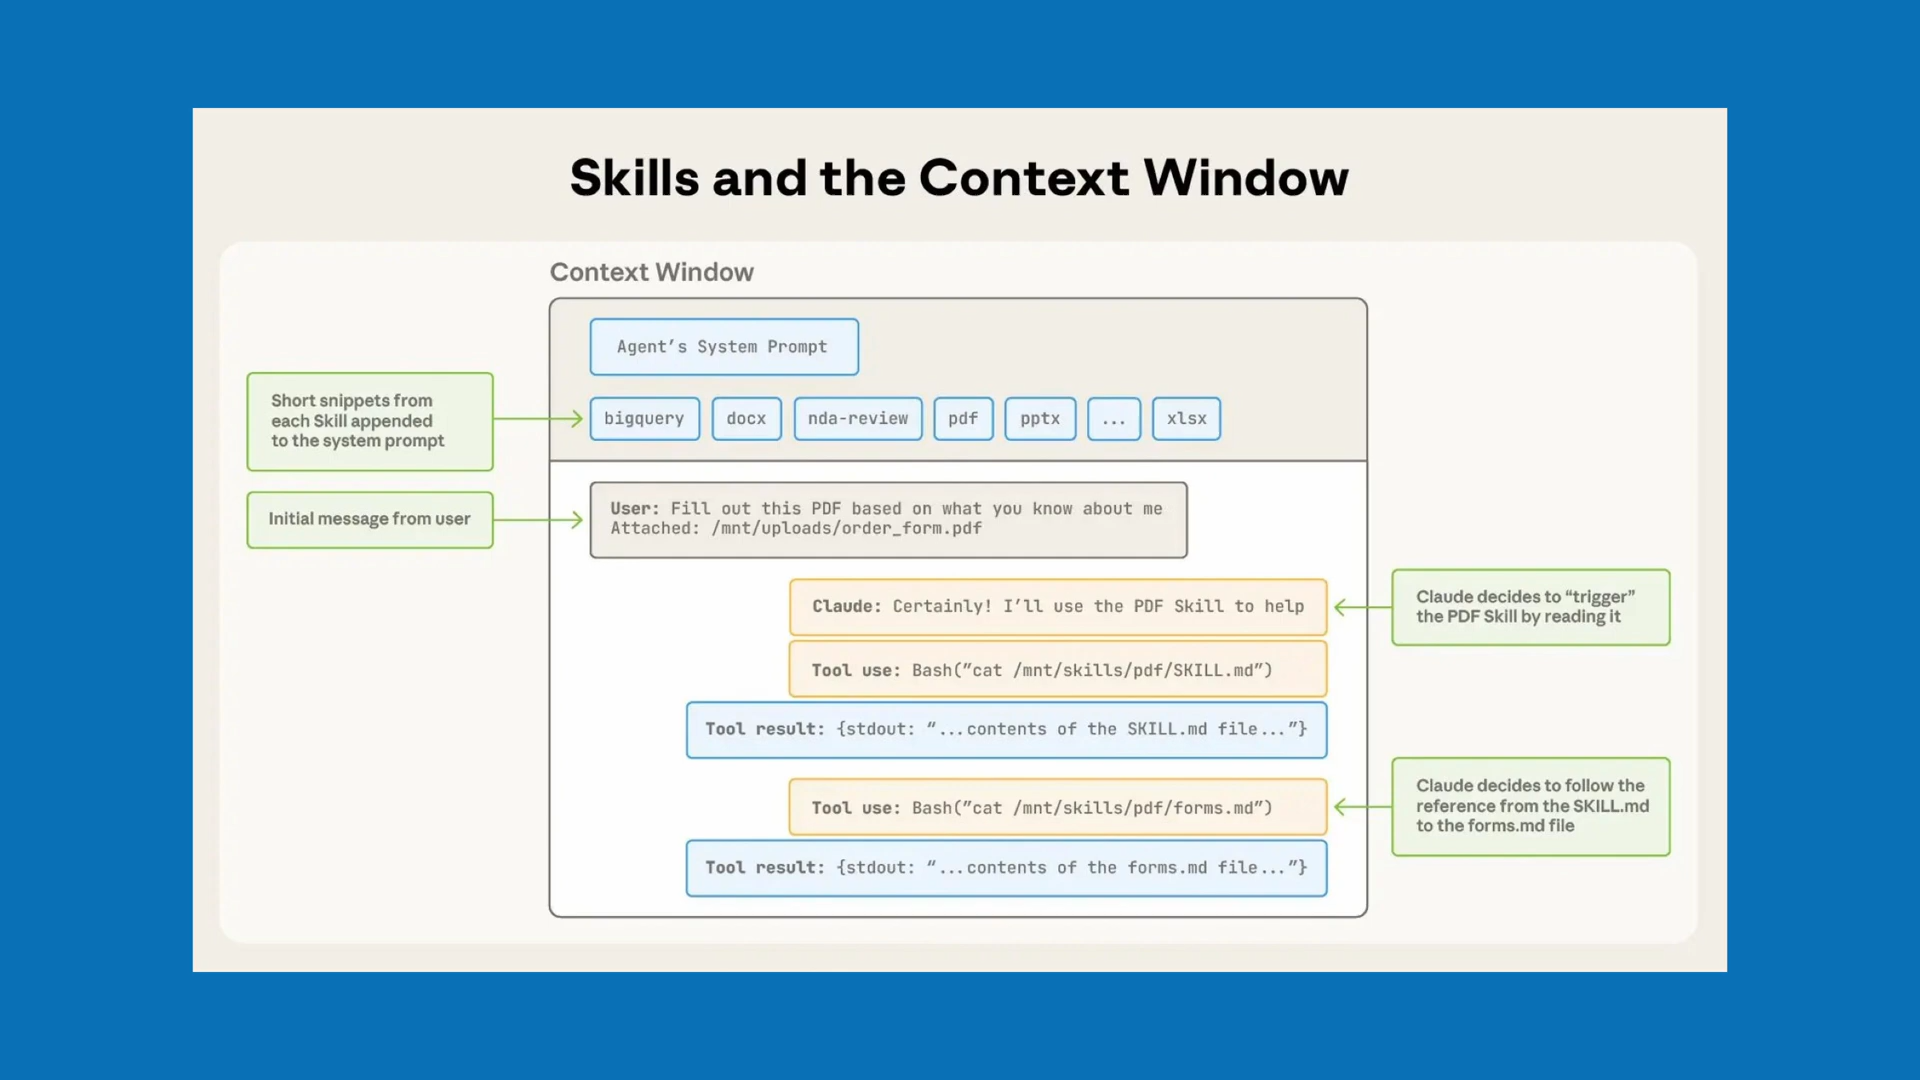 Skills and the Context Window
Context Window
Agent’s System Prompt
Short snippets from
each Skill appended
to the system prompt
bigquery docx nda-review pdf pptx ... xlsx
Initial message from user
User: Fill out this PDF based on what you know about me
Attached: /mnt/uploads/order_form.pdf
Claude: Certainly! I’ll use the PDF Skill to help
Claude decides to “trigger”
the PDF Skill by reading it
Tool use: Bash(”cat /mnt/skills/pdf/SKILL.md”)
Tool result: {stdout: “...contents of the SKILL.md file...”}
Tool use: Bash(”cat /mnt/skills/pdf/forms.md”)
Claude decides to follow the
reference from the SKILL.md
to the forms.md file
Tool result: {stdout: “...contents of the forms.md file...”}